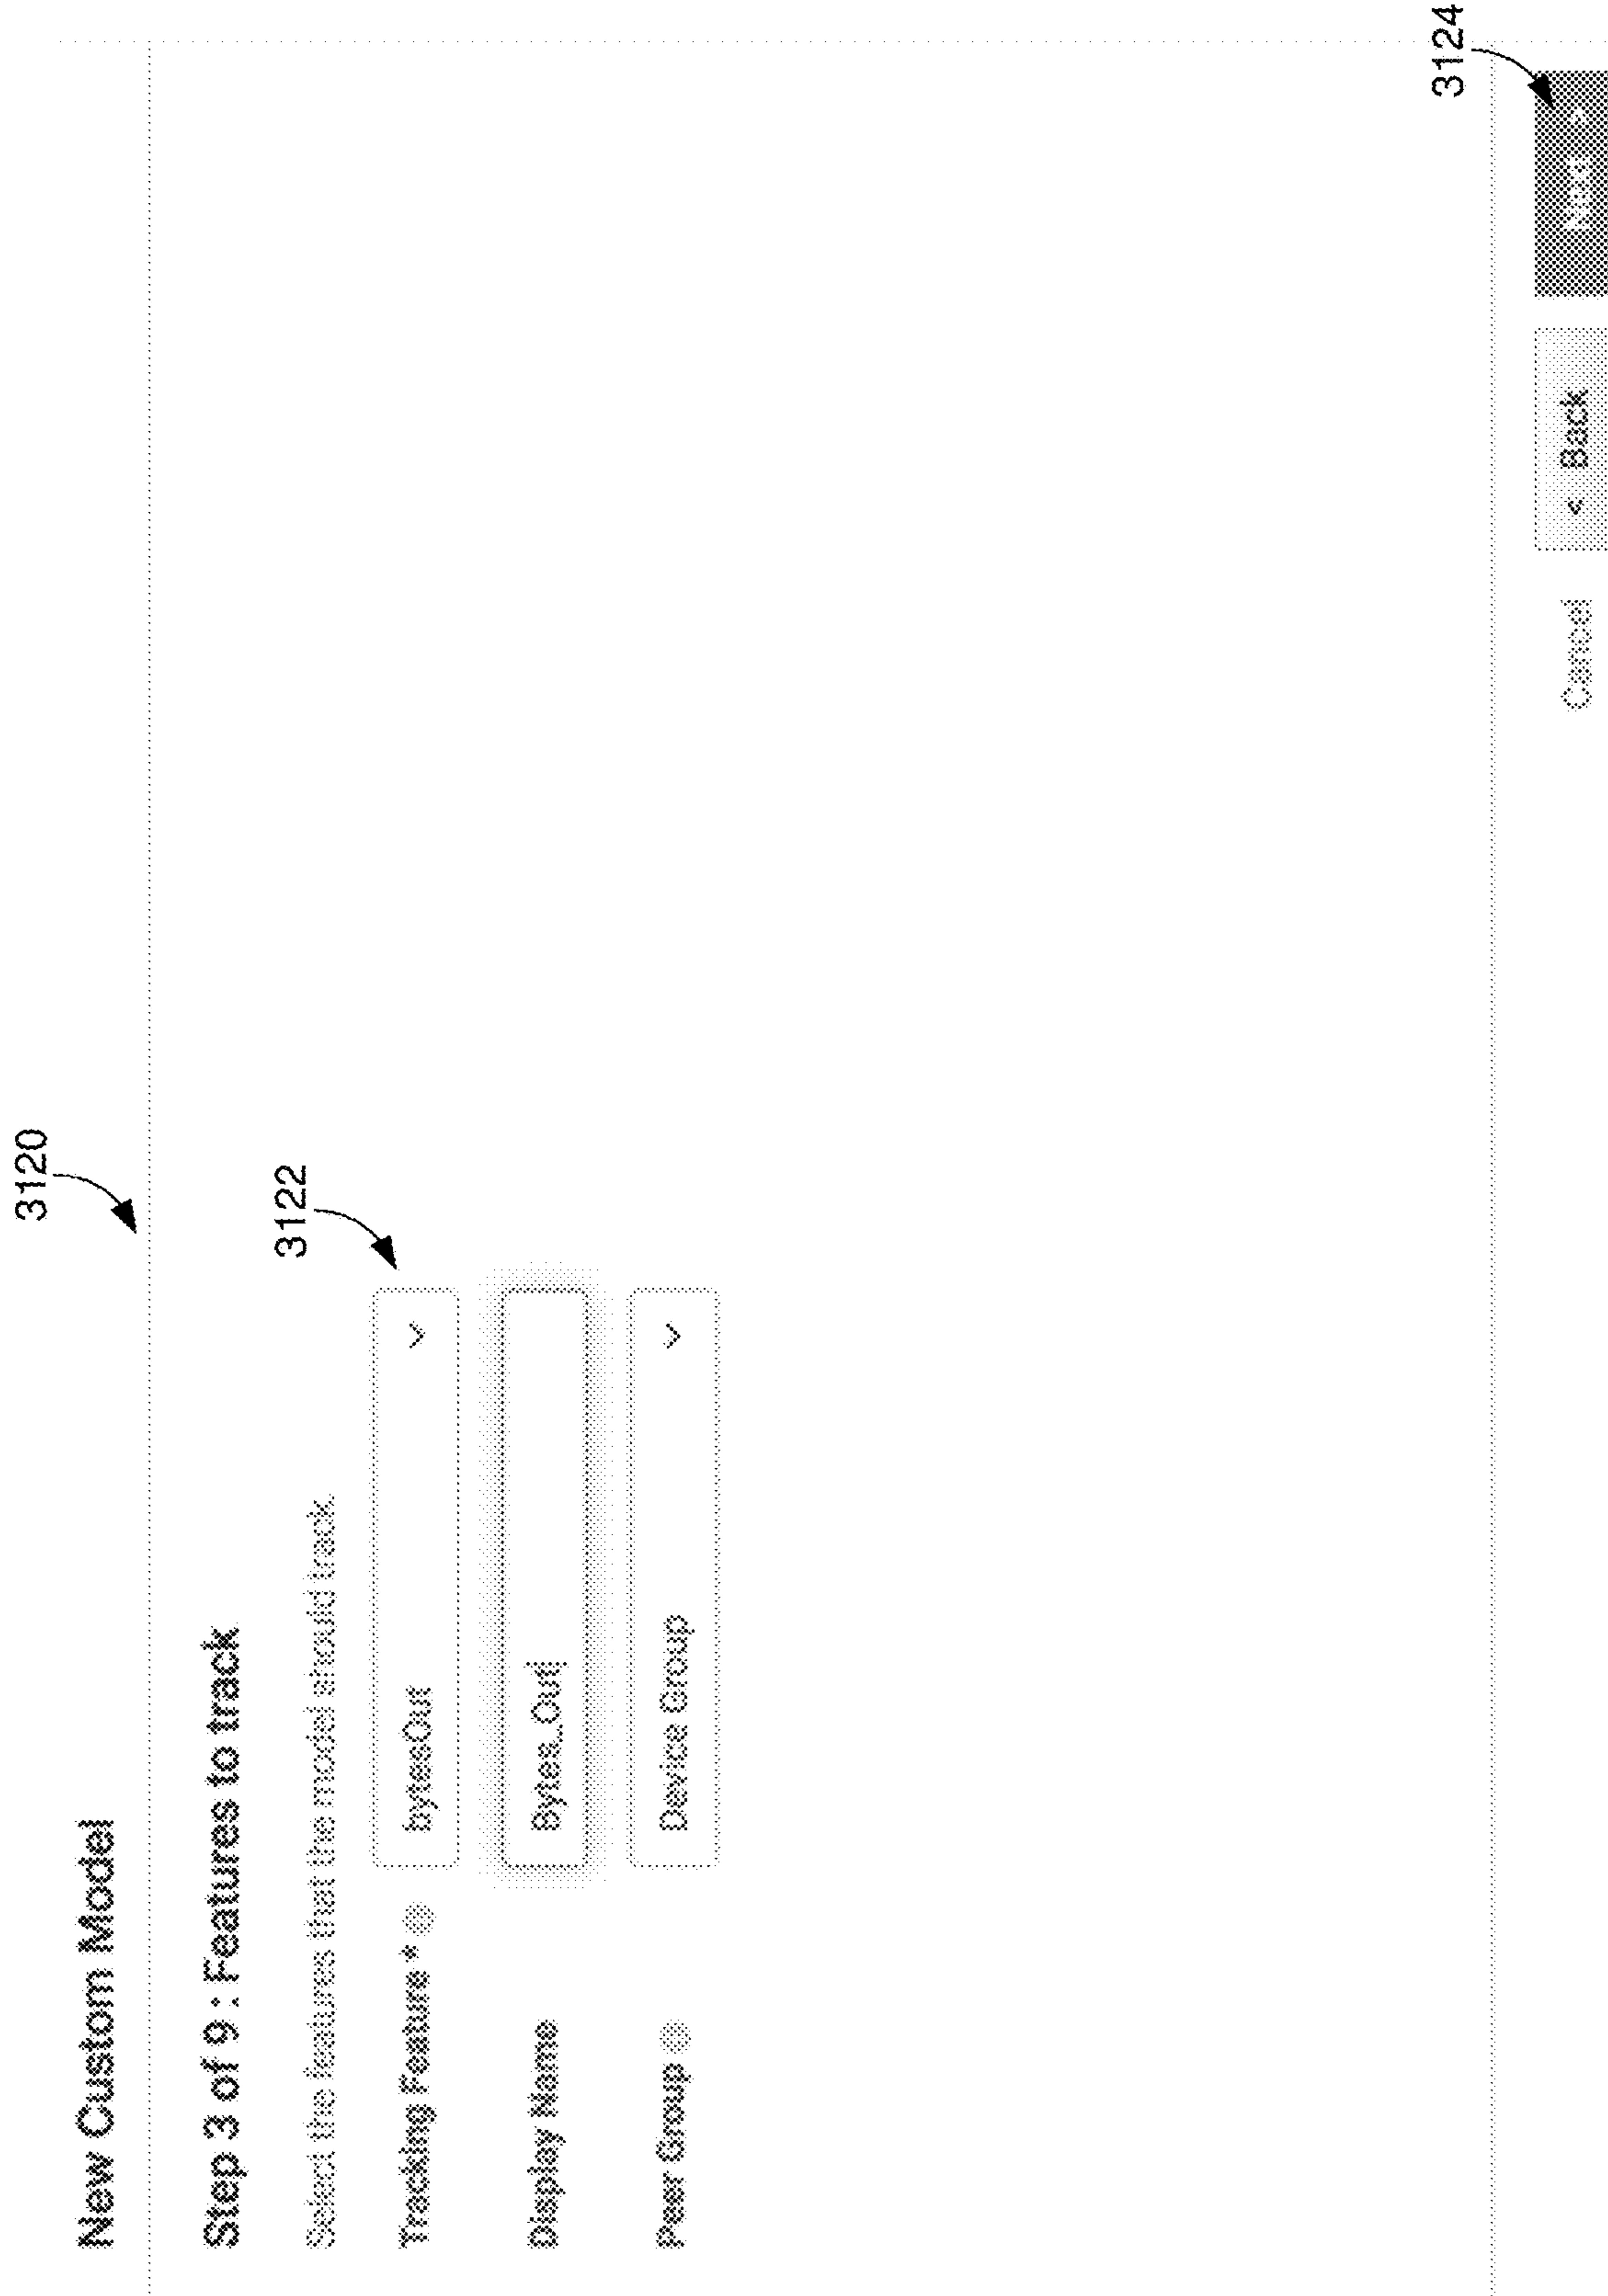 3120
New Custom Model
Step 3 of 9 : Features to track
Select the features that the model should track.
3122
Tracking Feature * bytesOut
Display Name Bytes_Out
Peer Group Device Group
3124
Cancel < Back Next >